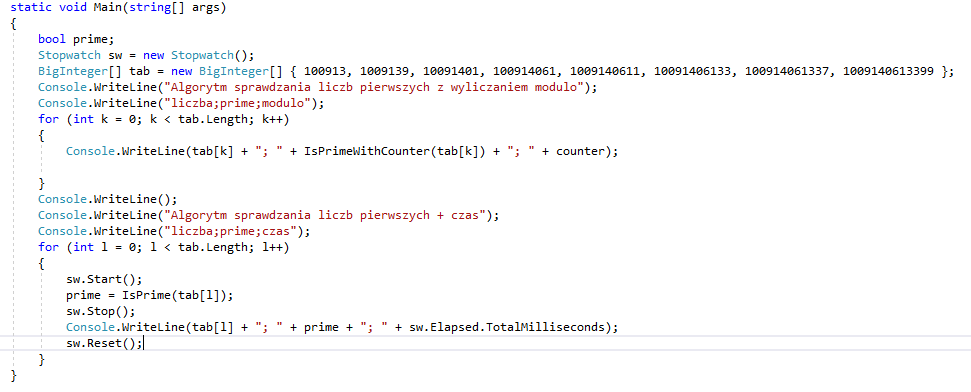 static void Main(string[] args)
{
    bool prime;
    Stopwatch sw = new Stopwatch();
    BigInteger[] tab = new BigInteger[] { 100913, 1009139, 10091401, 100914061, 1009140611, 10091406133, 100914061337, 1009140613399 };
    Console.WriteLine("Algorytm sprawdzania liczb pierwszych z wyliczaniem modulo");
    Console.WriteLine("liczba;prime;modulo");
    for (int k = 0; k < tab.Length; k++)
    {
        Console.WriteLine(tab[k] + "; " + IsPrimeWithCounter(tab[k]) + "; " + counter);

    }
    Console.WriteLine();
    Console.WriteLine("Algorytm sprawdzania liczb pierwszych + czas");
    Console.WriteLine("liczba;prime;czas");
    for (int l = 0; l < tab.Length; l++)
    {
        sw.Start();
        prime = IsPrime(tab[l]);
        sw.Stop();
        Console.WriteLine(tab[l] + "; " + prime + "; " + sw.Elapsed.TotalMilliseconds);
        sw.Reset();
    }
}